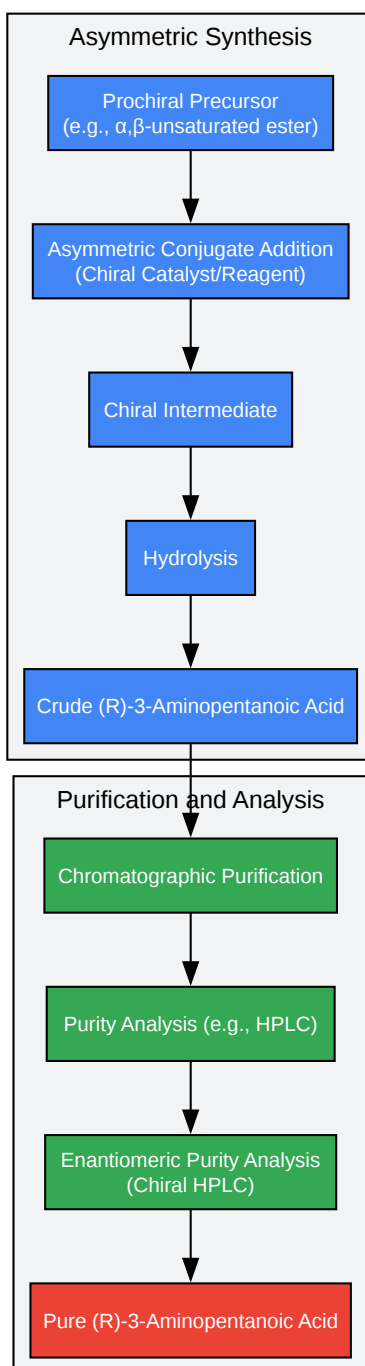 Asymmetric Synthesis
Prochiral Precursor
(e.g., α,β-unsaturated ester)
Asymmetric Conjugate Addition
(Chiral Catalyst/Reagent)
Chiral Intermediate
Hydrolysis
Crude (R)-3-Aminopentanoic Acid
Purification and Analysis
Chromatographic Purification
Purity Analysis (e.g., HPLC)
Enantiomeric Purity Analysis
(Chiral HPLC)
Pure (R)-3-Aminopentanoic Acid